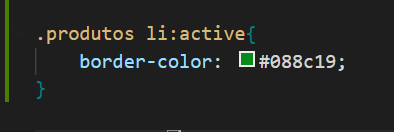 .produtos li:active{
    border-color: #088c19;
}